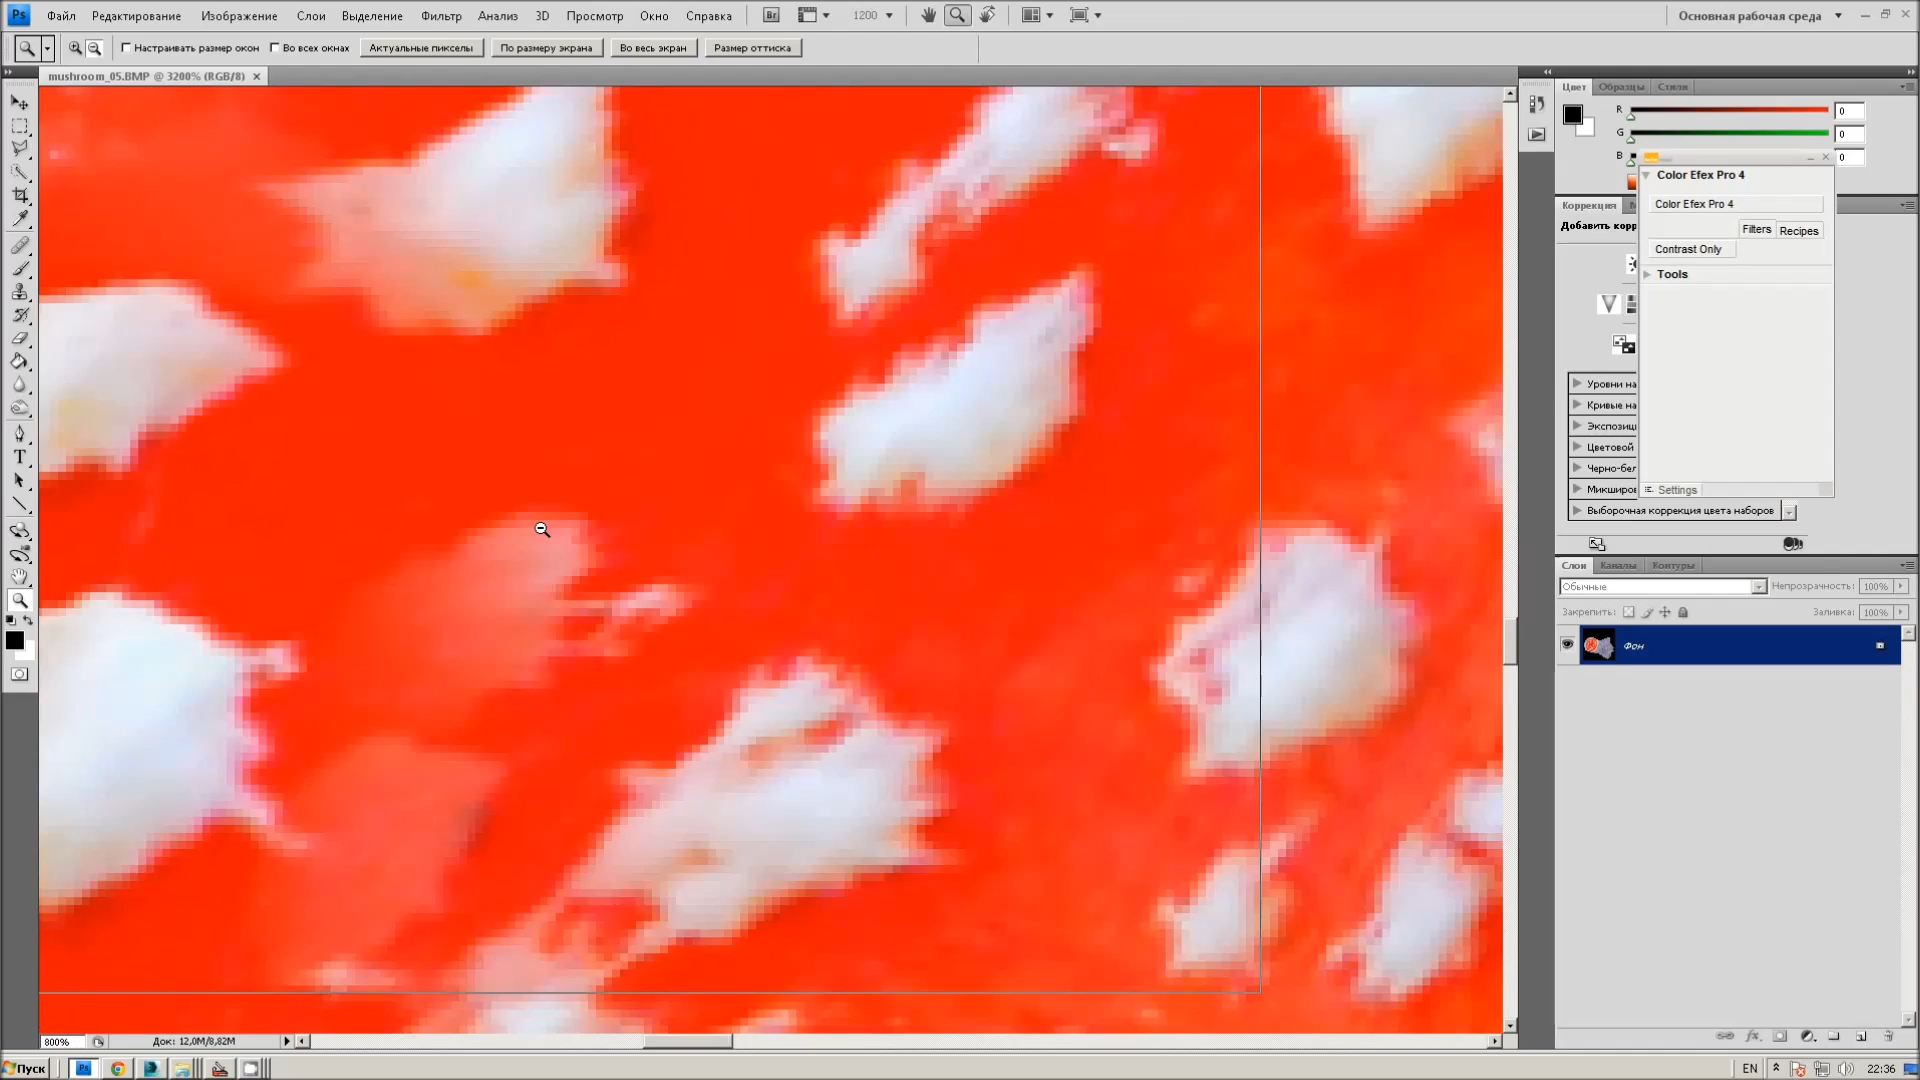 Ps Файл Редактирование Изображение Слои Выделение Фильтр Анализ 3D Просмотр Окно Справка Br 1200 Основная рабочая среда
Настраивать размер окон Во всех окнах Актуальные пикселы По размеру экрана Во весь экран Размер оттиска
mushroom_05.BMP @ 3200% (RGB/8)
Цвет Образцы Стили
R 0
G 0
B 0
Color Efex Pro 4
Color Efex Pro 4
Filters Recipes
Contrast Only
Tools
Settings
Коррекция
Добавить корр
Уровни на
Кривые на
Экспозици
Цветовой
Черно-бел
Микширов
Выборочная коррекция цвета наборов
Слои Каналы Контуры
Обычные Непрозрачность: 100%
Закрепить: Заливка: 100%
Фон
T
800% Док: 12,0M/8,82M
Пуск Ps EN 22:36